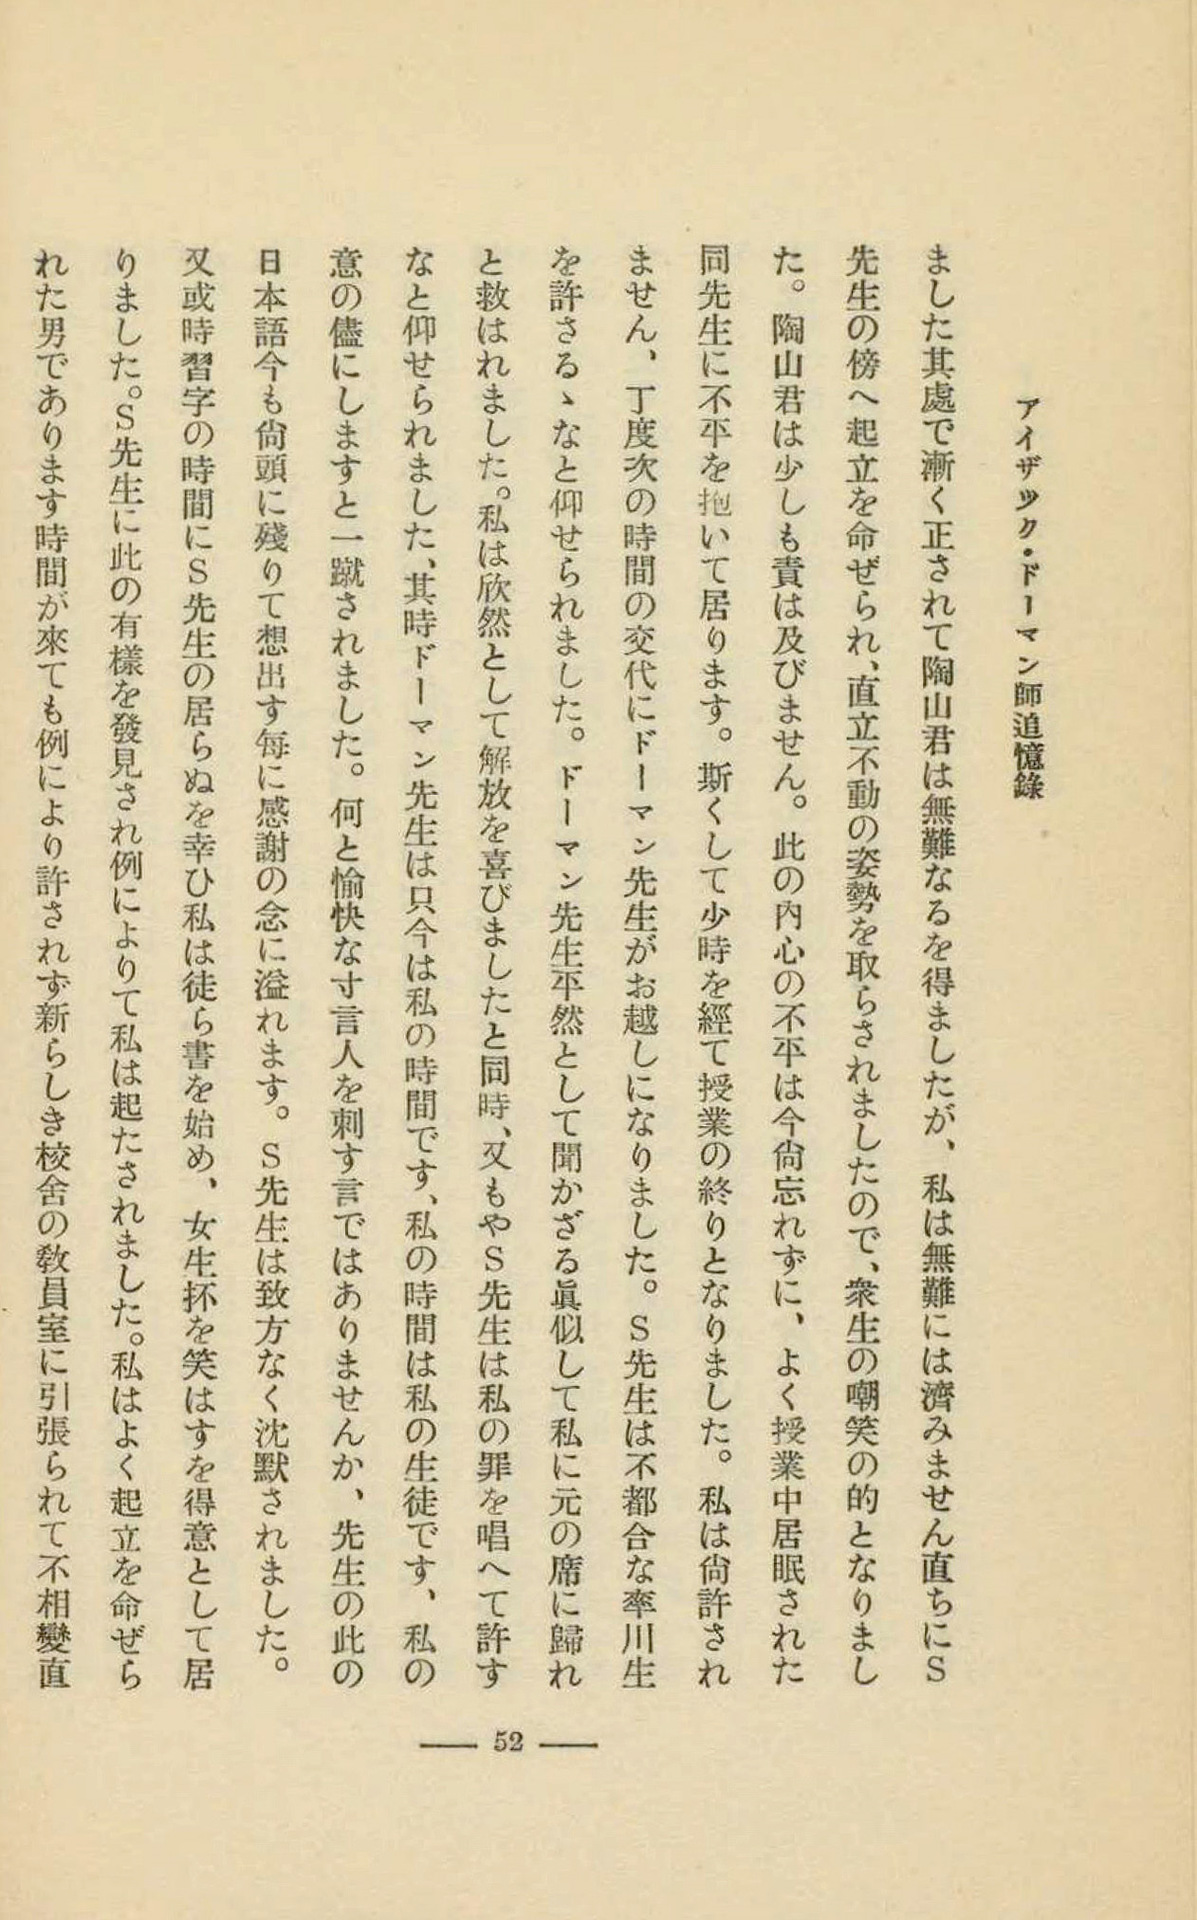 アイザック・ドーマン師追憶錄
ました其處で漸く正されて陶山君は無難なるを得ましたが、私は無難には濟みません直ちにS
先生の傍へ起立を命ぜられ、直立不動の姿勢を取らされましたので、衆生の嘲笑の的となりまし
た。陶山君は少しも責は及びません。此の內心の不平は今尙忘れずに、よく授業中居眠された
同先生に不平を抱いて居ります。斯くして少時を經て授業の終りとなりました。私は尙許され
ません、丁度次の時間の交代にドーマン先生がお越しになりました。S先生は不都合な率川生
を許さるゝなと仰せられました。ドーマン先生平然として聞かざる眞似して私に元の席に歸れ
と救はれました。私は欣然として解放を喜びましたと同時、又もやS先生は私の罪を唱へて許す
なと仰せられました、其時ドーマン先生は只今は私の時間です、私の時間は私の生徒です、私の
意の儘にしますと一蹴されました。何と愉快な寸言人を刺す言ではありませんか、先生の此の
日本語今も尙頭に殘りて想出す每に感謝の念に溢れます。S先生は致方なく沈默されました。
又或時習字の時間にS先生の居らぬを幸ひ私は徒ら書を始め、女生抔を笑はすを得意として居
りました。S先生に此の有樣を發見され例によりて私は起たされました。私はよく起立を命ぜら
れた男であります時間が來ても例により許されず新らしき校舍の敎員室に引張られて不相變直
52